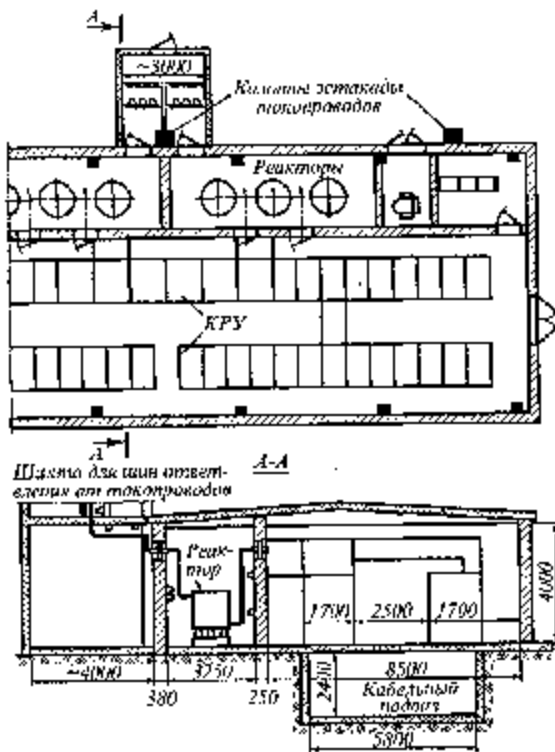 А
~3000
Колонны эстакады
токопроводов
Реакторы
КРУ
А
А-А
Шахта для шин ответ-
вления от токопроводов
Реак-
тор
1700
2500
1700
4000
~4000
3250
8500
380
250
2400
Кабельный
подвал
5800